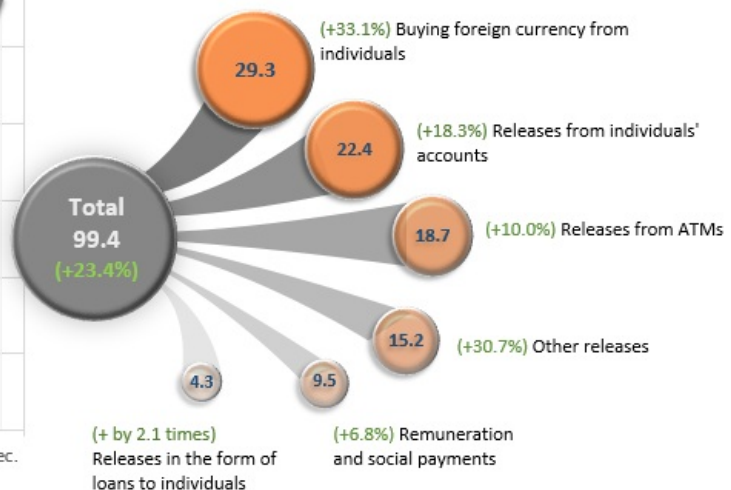 (+33.1%) Buying foreign currency from
individuals
29.3
(+18.3%) Releases from individuals'
accounts
22.4
Total
99.4
(+23.4%)
18.7
(+10.0%) Releases from ATMs
15.2
(+30.7%) Other releases
4.3
9.5
(+ by 2.1 times)
Releases in the form of
loans to individuals
(+6.8%) Remuneration
and social payments
ec.